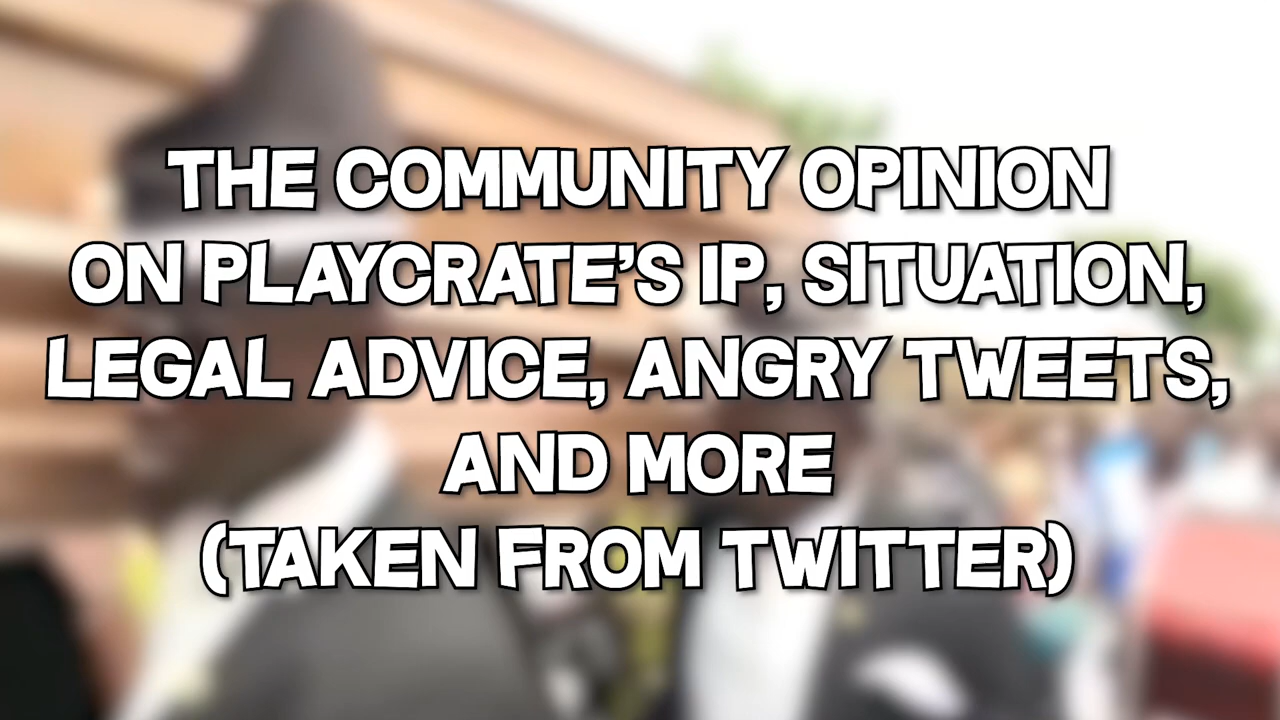 THE COMMUNITY OPINION
ON PLAYCRATE’S IP, SITUATION,
LEGAL ADVICE, ANGRY TWEETS,
AND MORE
(TAKEN FROM TWITTER)